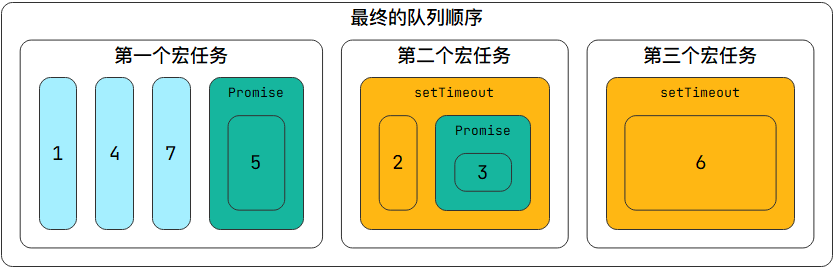 最终的队列顺序
第一个宏任务
1
4
7
Promise
5
第二个宏任务
setTimeout
2
Promise
3
第三个宏任务
setTimeout
6